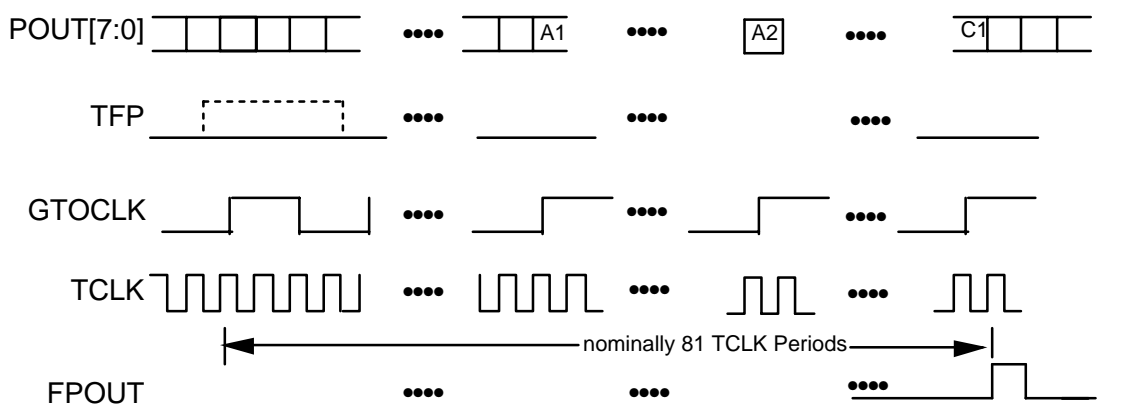 POUT[7:0] A1 A2 C1
TFP
GTOCLK
TCLK
nominally 81 TCLK Periods
FPOUT